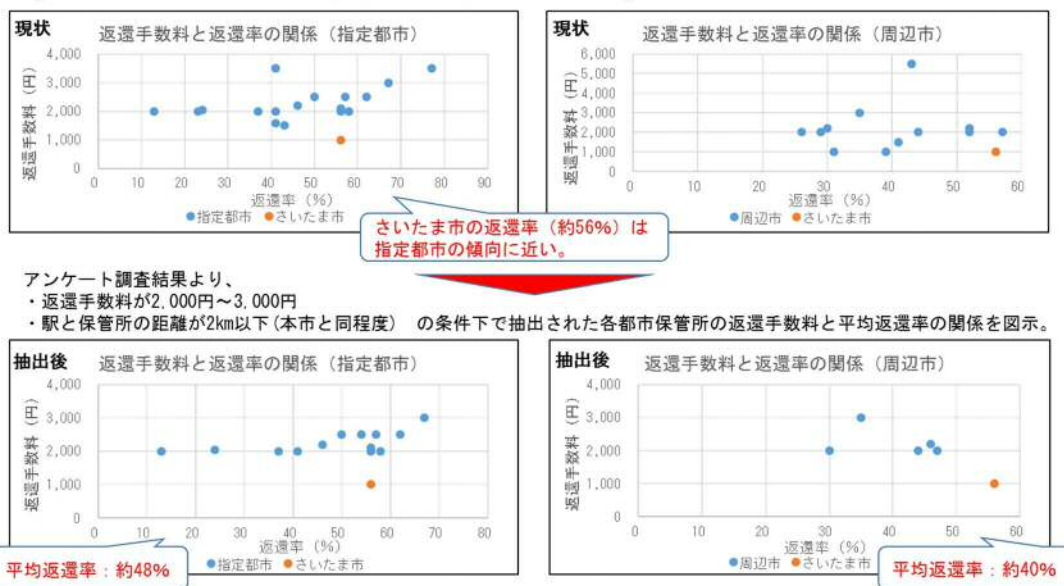 現状
返還手数料と返還率の関係（指定都市）
返還手数料（円）
4,000
3,000
2,000
1,000
0
0 10 20 30 40 50 60 70 80 90
返還率（%）
●指定都市 ●さいたま市
現状
返還手数料と返還率の関係（周辺市）
返還手数料（円）
6,000
5,000
4,000
3,000
2,000
1,000
0
0 10 20 30 40 50 60
返還率（%）
●周辺市 ●さいたま市
さいたま市の返還率（約56%）は
指定都市の傾向に近い。
アンケート調査結果より、
・返還手数料が2,000円～3,000円
・駅と保管所の距離が2km以下(本市と同程度) の条件下で抽出された各都市保管所の返還手数料と平均返還率の関係を図示。
抽出後
返還手数料と返還率の関係（指定都市）
返還手数料（円）
4,000
3,000
2,000
1,000
0
0 10 20 30 40 50 60 70 80
返還率（%）
●指定都市 ●さいたま市
平均返還率：約48%
抽出後
返還手数料と返還率の関係（周辺市）
返還手数料（円）
4,000
3,000
2,000
1,000
0
0 10 20 30 40 50 60
返還率（%）
●周辺市 ●さいたま市
平均返還率：約40%